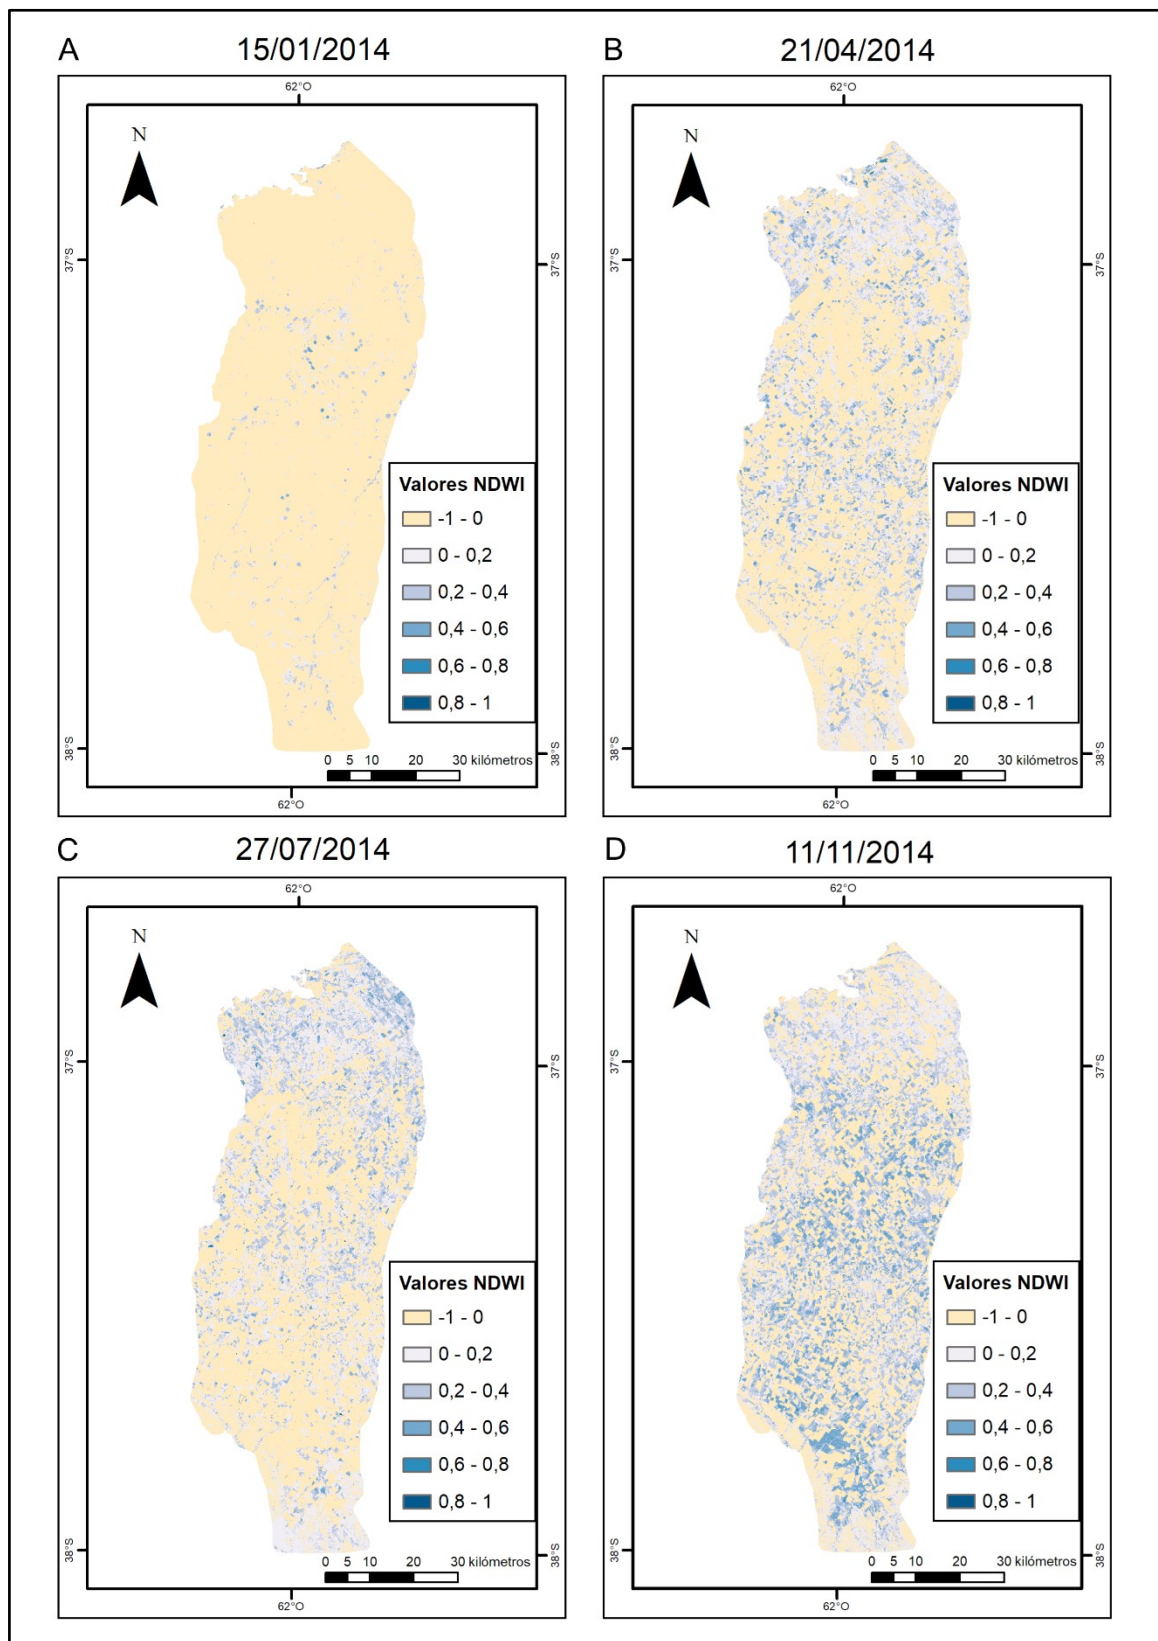 A
15/01/2014
62°O
N
37°S
37°S
Valores NDWI
-1 - 0
0 - 0,2
0,2 - 0,4
0,4 - 0,6
0,6 - 0,8
0,8 - 1
38°S
38°S
0 5 10 20 30 kilómetros
62°O
B
21/04/2014
62°O
N
37°S
37°S
Valores NDWI
-1 - 0
0 - 0,2
0,2 - 0,4
0,4 - 0,6
0,6 - 0,8
0,8 - 1
38°S
38°S
0 5 10 20 30 kilómetros
62°O
C
27/07/2014
62°O
N
37°S
37°S
Valores NDWI
-1 - 0
0 - 0,2
0,2 - 0,4
0,4 - 0,6
0,6 - 0,8
0,8 - 1
38°S
38°S
0 5 10 20 30 kilómetros
62°O
D
11/11/2014
62°O
N
37°S
37°S
Valores NDWI
-1 - 0
0 - 0,2
0,2 - 0,4
0,4 - 0,6
0,6 - 0,8
0,8 - 1
38°S
38°S
0 5 10 20 30 kilómetros
62°O